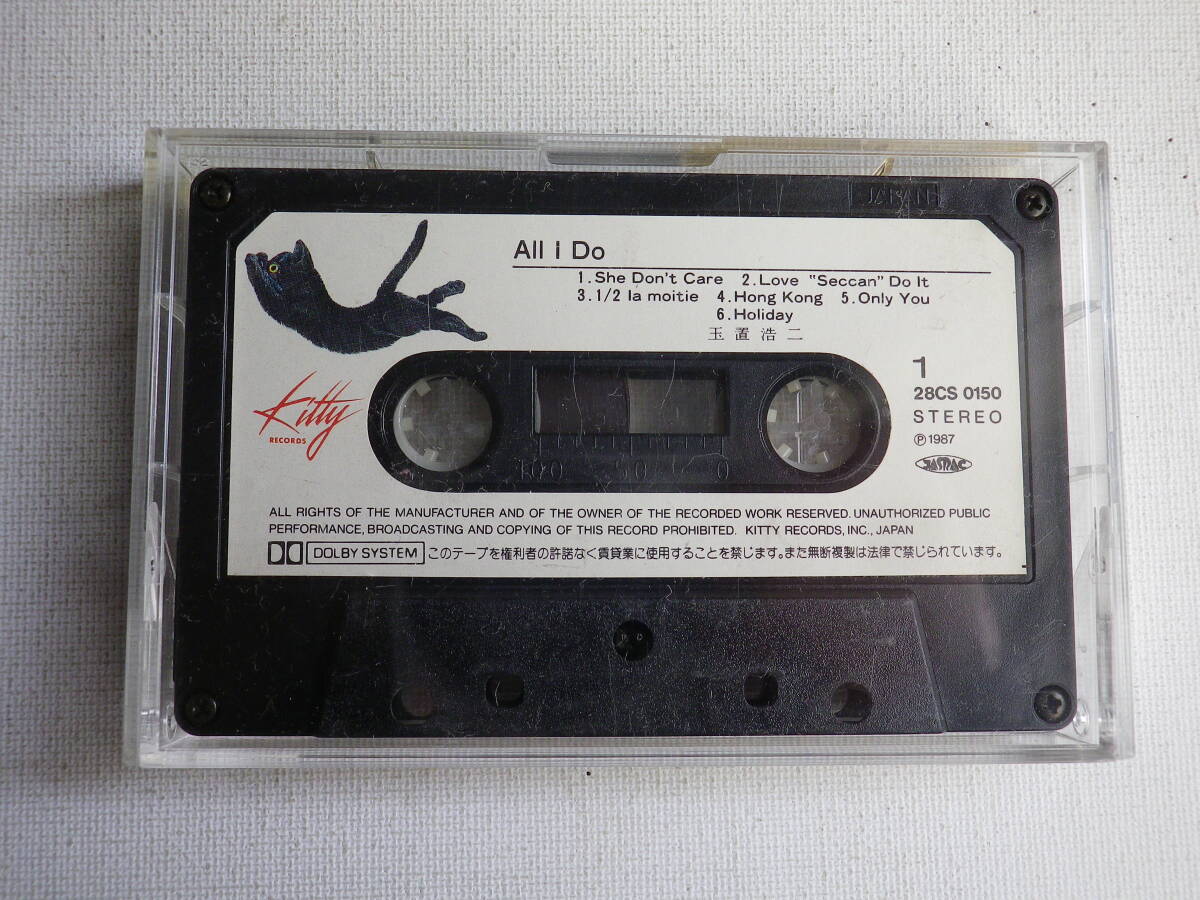 JAPAN
All i Do
1.She Don't Care 2.Love "Seccan" Do It
3.1/2 la moitie 4.Hong Kong 5.Only You
6.Holiday
玉置浩二
Kitty
RECORDS
1
28CS 0150
STEREO
℗1987
JASRAC
100 50 0
ALL RIGHTS OF THE MANUFACTURER AND OF THE OWNER OF THE RECORDED WORK RESERVED. UNAUTHORIZED PUBLIC
PERFORMANCE, BROADCASTING AND COPYING OF THIS RECORD PROHIBITED. KITTY RECORDS, INC., JAPAN
DOLBY SYSTEM このテープを権利者の許諾なく賃貸業に使用することを禁じます。また無断複製は法律で禁じられています。